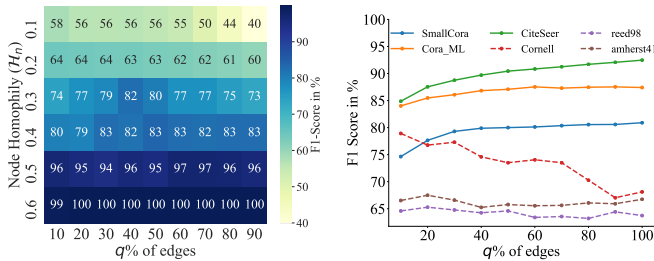 Node Homophily (Hn)
0.1 58 56 56 56 55 55 50 44 40
0.2 64 64 64 63 63 62 62 61 60
0.3 74 77 79 82 80 77 77 75 73
0.4 80 79 83 82 83 82 83 83 83
0.5 96 95 94 96 95 97 97 96 96
0.6 99 100 100 100 100 100 100 100 100
10 20 30 40 50 60 70 80 90
q% of edges
90
80
70
60
50
40
F1-Score in %
F1 Score in %
100
95
90
85
80
75
70
65
SmallCora CiteSeer reed98
Cora_ML Cornell amherst41
20 40 60 80 100
q% of edges